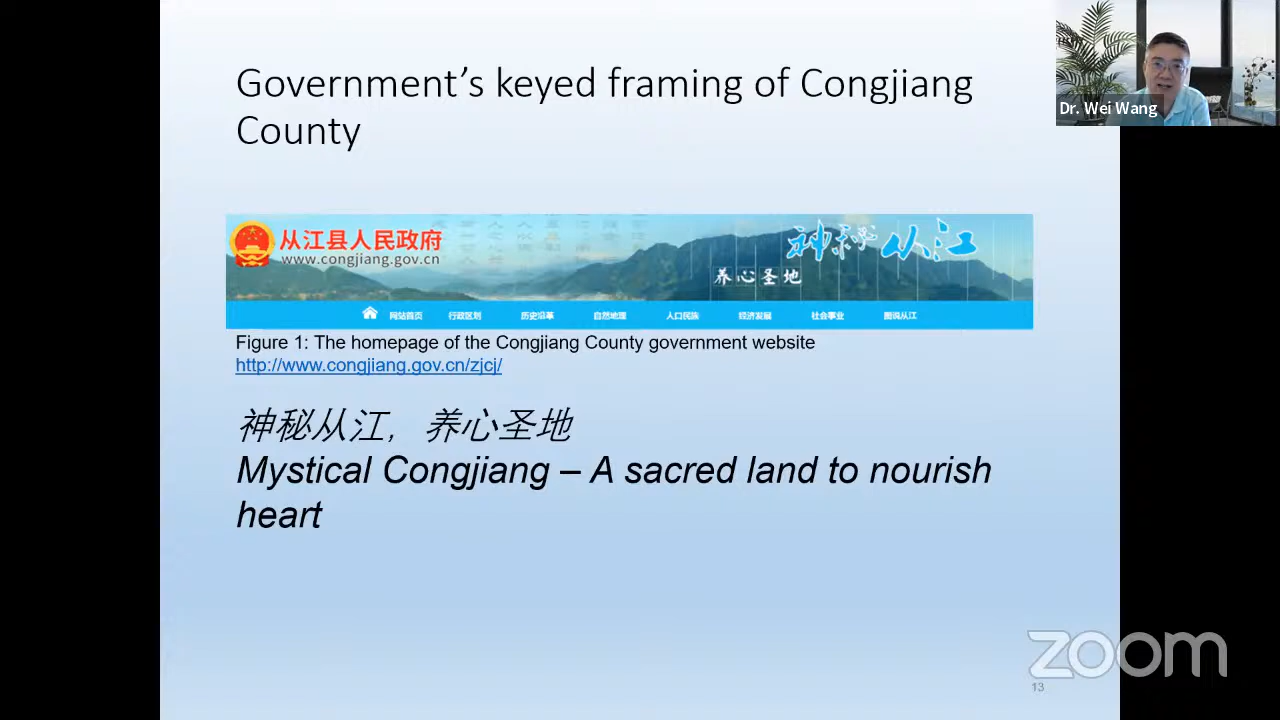 Government’s keyed framing of Congjiang
County
Dr. Wei Wang
从江县人民政府
www.congjiang.gov.cn
神秘从江
养心圣地
网站首页 行政区划 历史沿革 自然地理 人口民族 经济发展 社会事业 图说从江
Figure 1: The homepage of the Congjiang County government website
http://www.congjiang.gov.cn/zjcj/
神秘从江，养心圣地
Mystical Congjiang – A sacred land to nourish
heart
zoom
13